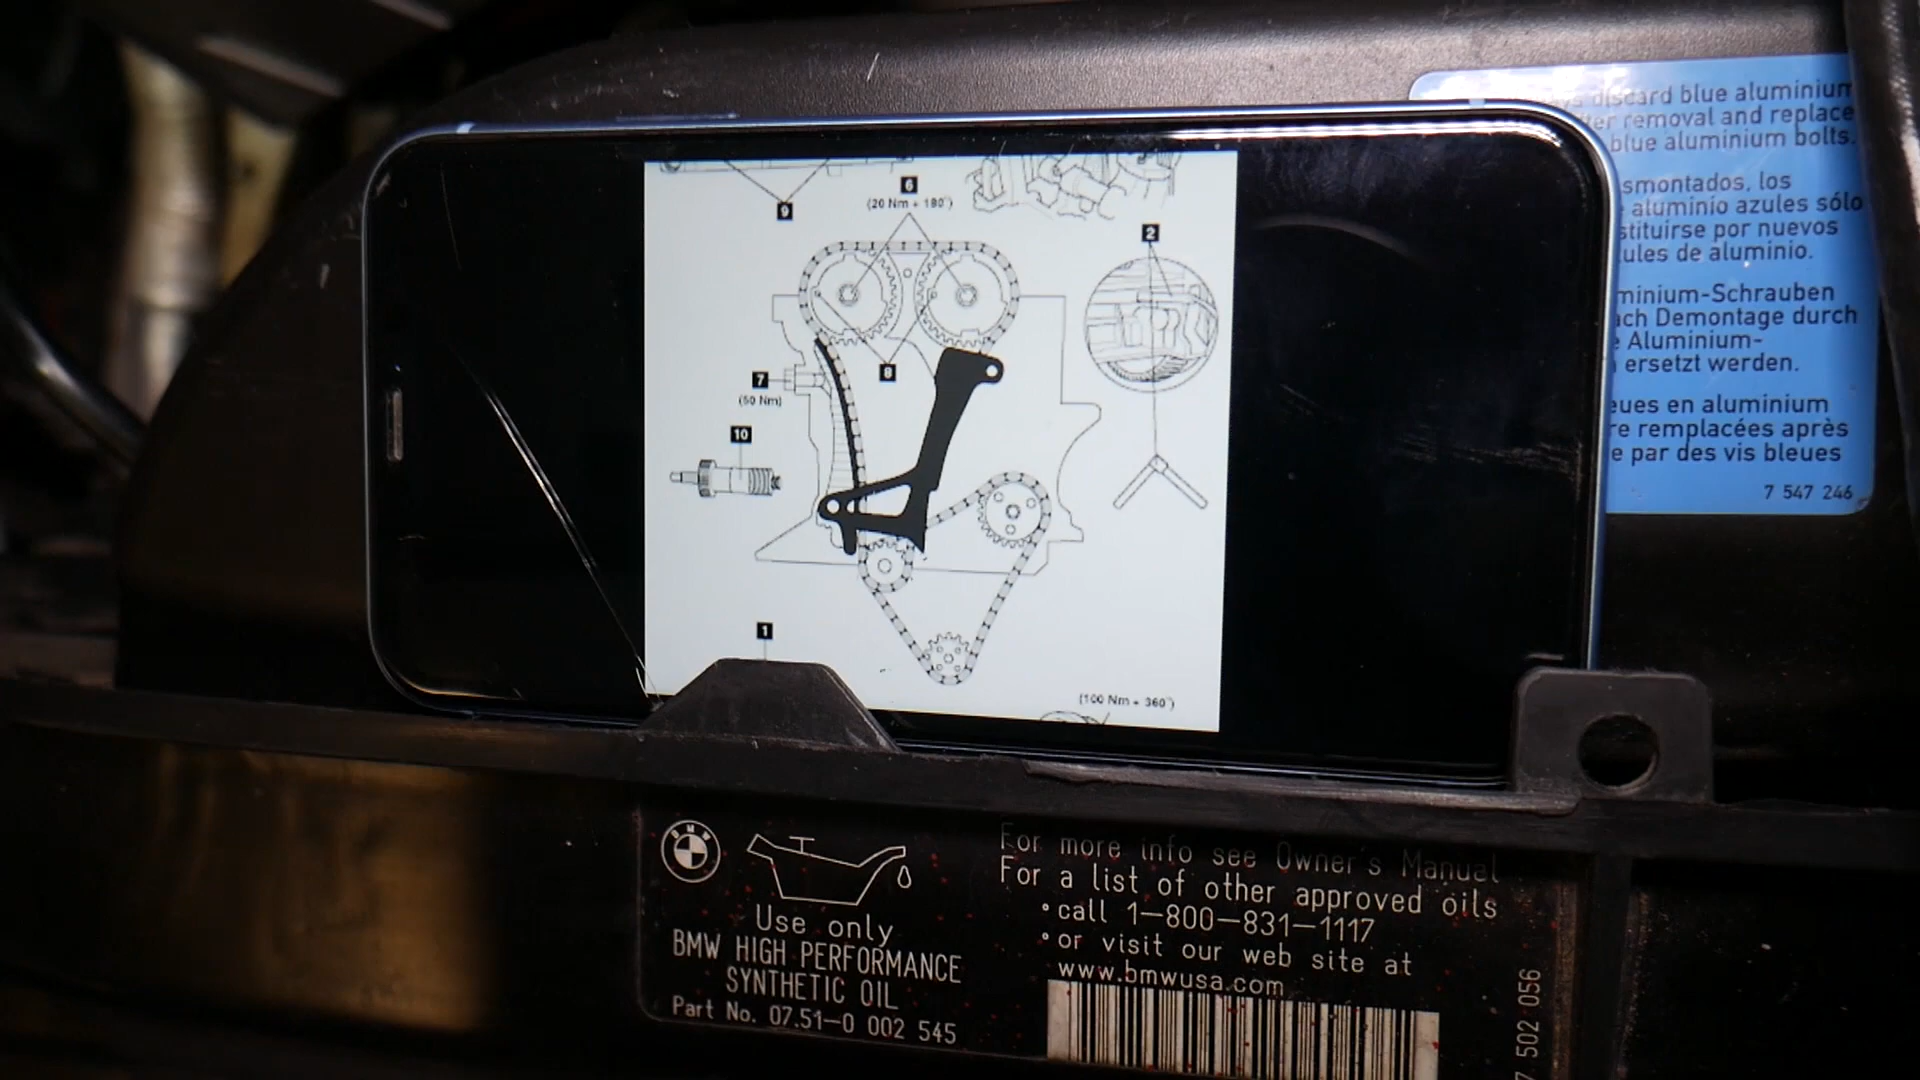 6
(20 Nm + 180°)
9
2
8
7
(50 Nm)
10
1
(100 Nm + 360°)
discard blue aluminium
removal and replace
blue aluminium bolts.
smontados, los
aluminio azules sólo
stituirse por nuevos
ules de aluminio.
minium-Schrauben
ach Demontage durch
Aluminium-
ersetzt werden.
eues en aluminium
re remplacées après
e par des vis bleues
7 547 246
BMW
Use only
BMW HIGH PERFORMANCE
SYNTHETIC OIL
Part No. 07.51-0 002 545
For more info see Owner's Manual
For a list of other approved oils
•call 1-800-831-1117
•or visit our web site at
www.bmwusa.com
7 502 056